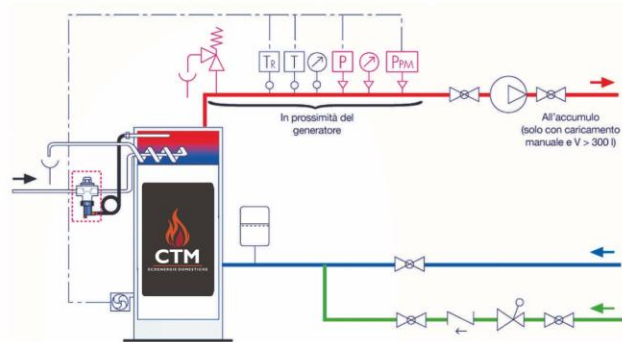 TR T P PPM
In prossimità del
generatore
All'accumulo
(solo con caricamento
manuale e V > 300 l)
CTM
ECOENERGIE DOMESTICHE